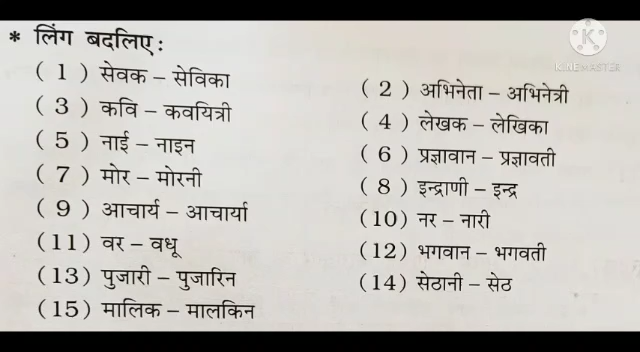 * लिंग बदलिए :
( 1 ) सेवक – सेविका
( 2 ) अभिनेता – अभिनेत्री
( 3 ) कवि – कवयित्री
( 4 ) लेखक – लेखिका
( 5 ) नाई – नाइन
( 6 ) प्रज्ञावान – प्रज्ञावती
( 7 ) मोर – मोरनी
( 8 ) इन्द्राणी – इन्द्र
( 9 ) आचार्य – आचार्या
(10) नर – नारी
(11) वर – वधू
(12) भगवान – भगवती
(13) पुजारी – पुजारिन
(14) सेठानी – सेठ
(15) मालिक – मालकिन
K
KINEMASTER